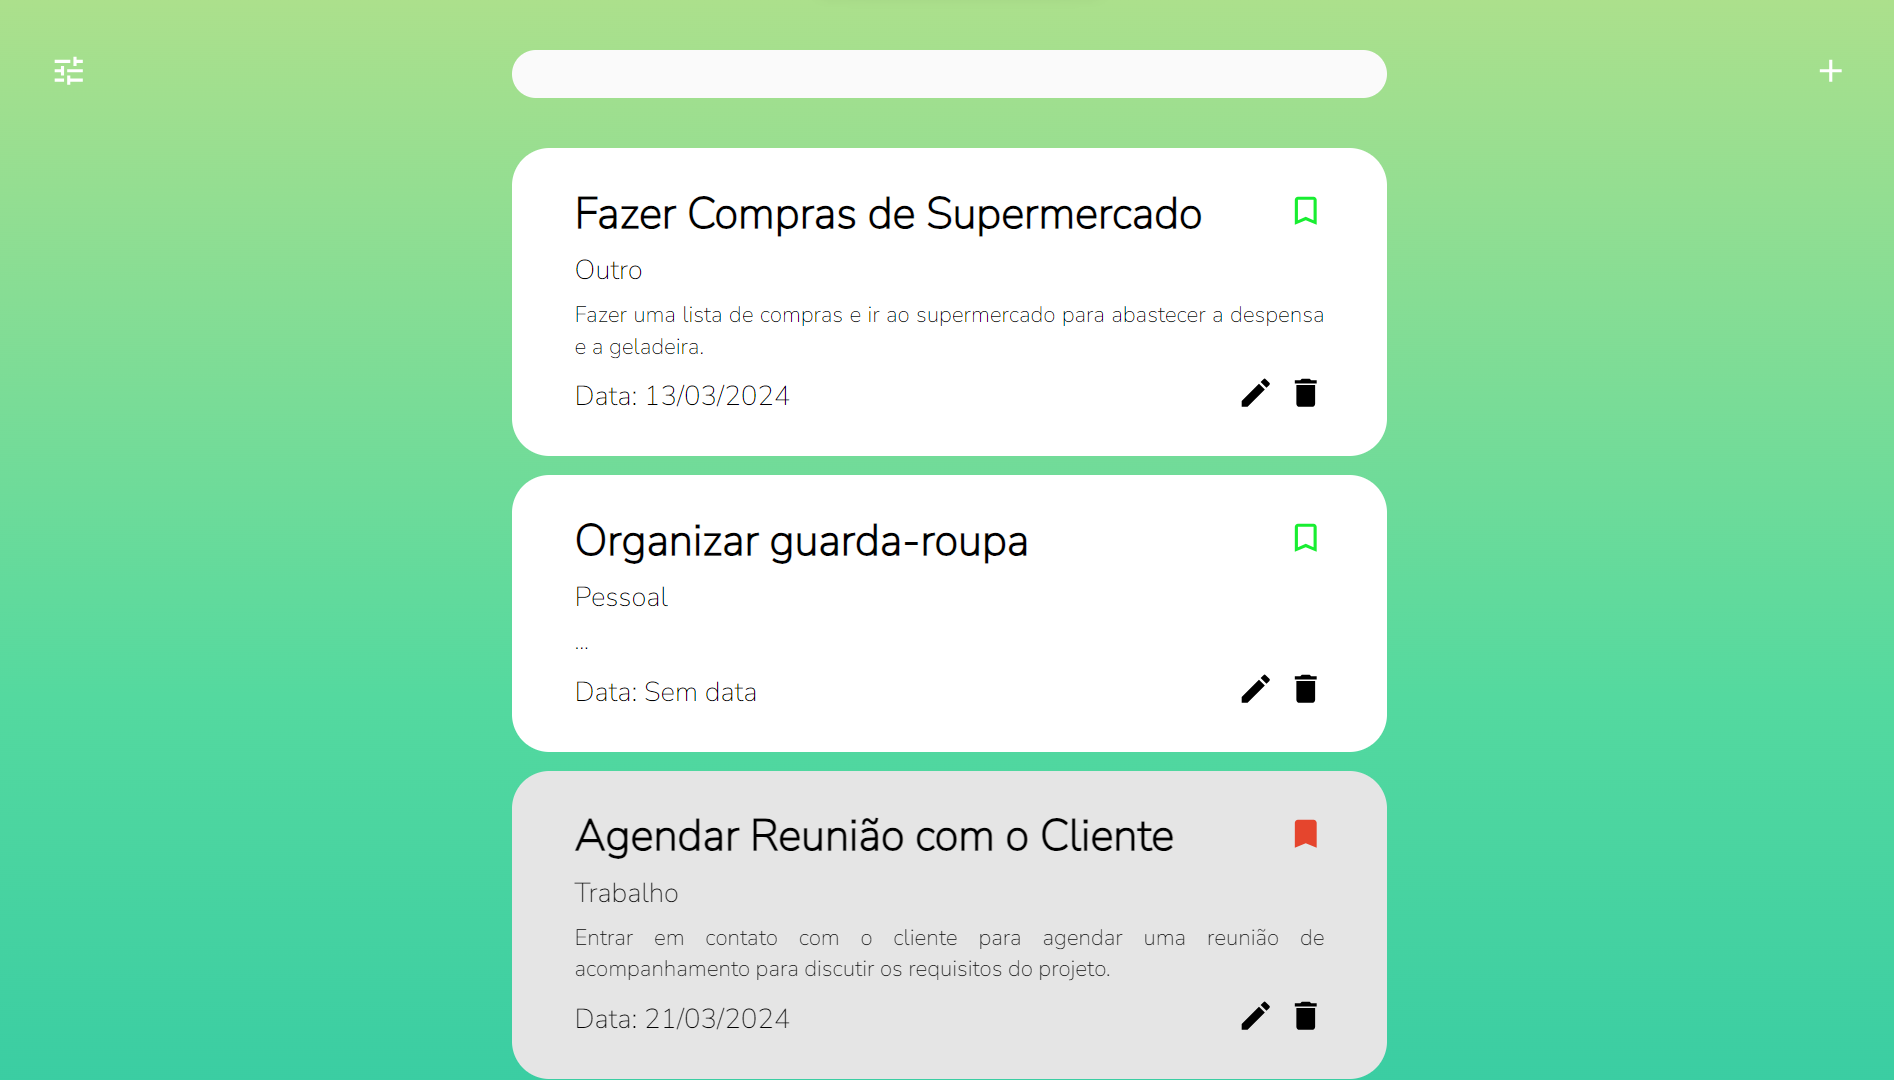 Fazer Compras de Supermercado
Outro
Fazer uma lista de compras e ir ao supermercado para abastecer a despensa
e a geladeira.
Data: 13/03/2024
Organizar guarda-roupa
Pessoal
...
Data: Sem data
Agendar Reunião com o Cliente
Trabalho
Entrar em contato com o cliente para agendar uma reunião de
acompanhamento para discutir os requisitos do projeto.
Data: 21/03/2024